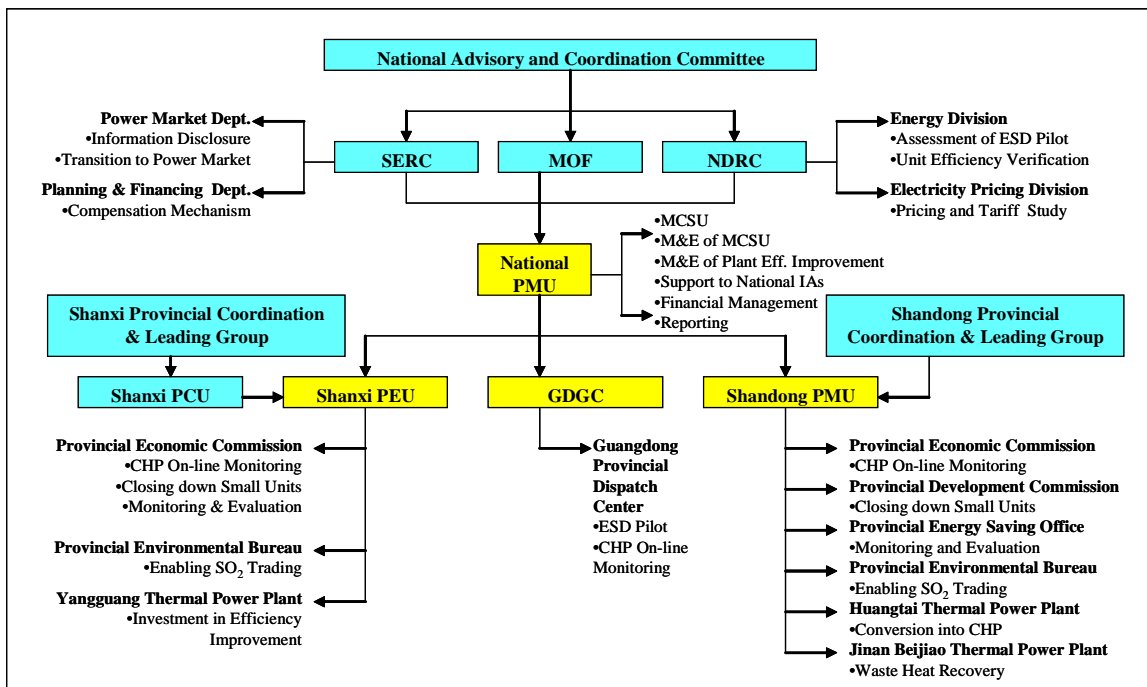 National Advisory and Coordination Committee
Power Market Dept.
•Information Disclosure
•Transition to Power Market
Planning & Financing Dept.
•Compensation Mechanism
SERC
MOF
NDRC
Energy Division
•Assessment of ESD Pilot
•Unit Efficiency Verification
Electricity Pricing Division
•Pricing and Tariff Study
National
PMU
•MCSU
•M&E of MCSU
•M&E of Plant Eff. Improvement
•Support to National IAs
•Financial Management
•Reporting
Shanxi Provincial Coordination
& Leading Group
Shandong Provincial
Coordination & Leading Group
Shanxi PCU
Shanxi PEU
GDGC
Shandong PMU
Provincial Economic Commission
•CHP On-line Monitoring
•Closing down Small Units
•Monitoring & Evaluation
Provincial Environmental Bureau
•Enabling SO2 Trading
Yangguang Thermal Power Plant
•Investment in Efficiency
Improvement
Guangdong
Provincial
Dispatch
Center
•ESD Pilot
•CHP On-line
Monitoring
Provincial Economic Commission
•CHP On-line Monitoring
Provincial Development Commission
•Closing down Small Units
Provincial Energy Saving Office
•Monitoring and Evaluation
Provincial Environmental Bureau
•Enabling SO2 Trading
Huangtai Thermal Power Plant
•Conversion into CHP
Jinan Beijiao Thermal Power Plant
•Waste Heat Recovery